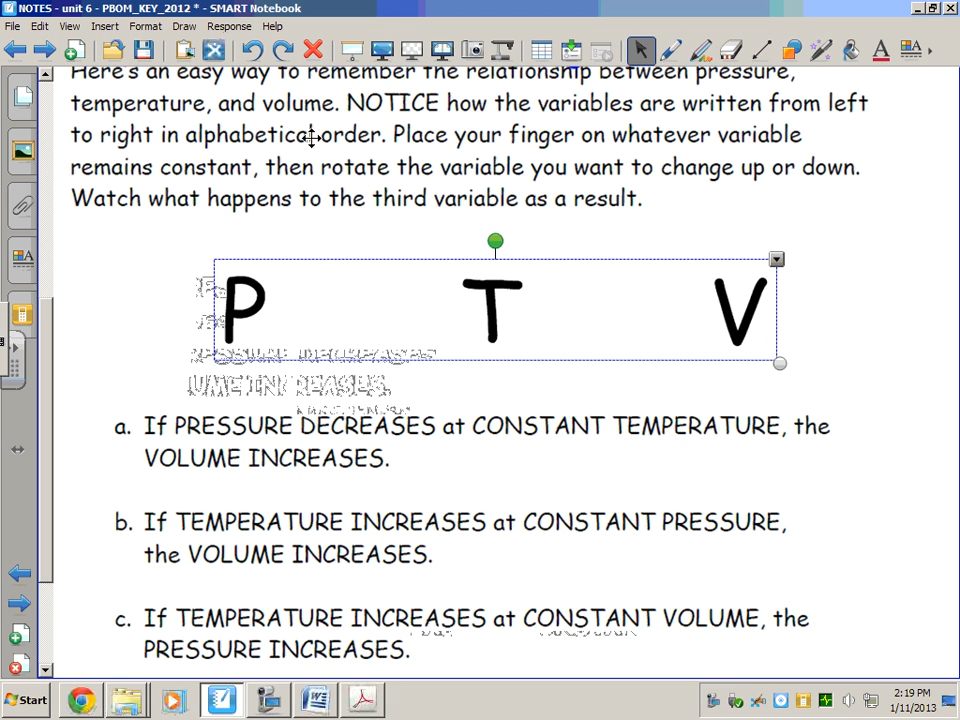 NOTES - unit 6 - PBOM_KEY_2012 * - SMART Notebook
File Edit View Insert Format Draw Response Help
Here's an easy way to remember the relationship between pressure,
temperature, and volume. NOTICE how the variables are written from left
to right in alphabetical order. Place your finger on whatever variable
remains constant, then rotate the variable you want to change up or down.
Watch what happens to the third variable as a result.
P T V
PRESSURE DECREASES
UME INCREASES.
a. If PRESSURE DECREASES at CONSTANT TEMPERATURE, the
VOLUME INCREASES.
b. If TEMPERATURE INCREASES at CONSTANT PRESSURE,
the VOLUME INCREASES.
c. If TEMPERATURE INCREASES at CONSTANT VOLUME, the
PRESSURE INCREASES.
Start
2:19 PM
1/11/2013